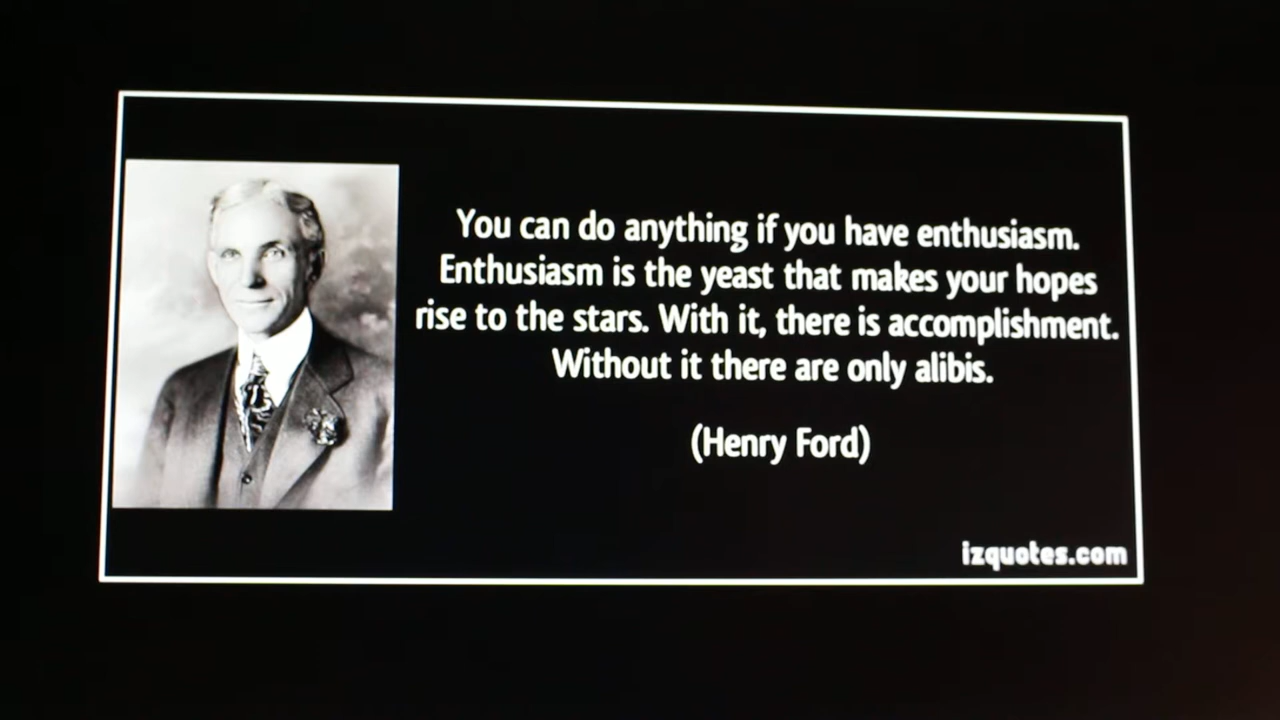 You can do anything if you have enthusiasm.
Enthusiasm is the yeast that makes your hopes
rise to the stars. With it, there is accomplishment.
Without it there are only alibis.
(Henry Ford)
izquotes.com